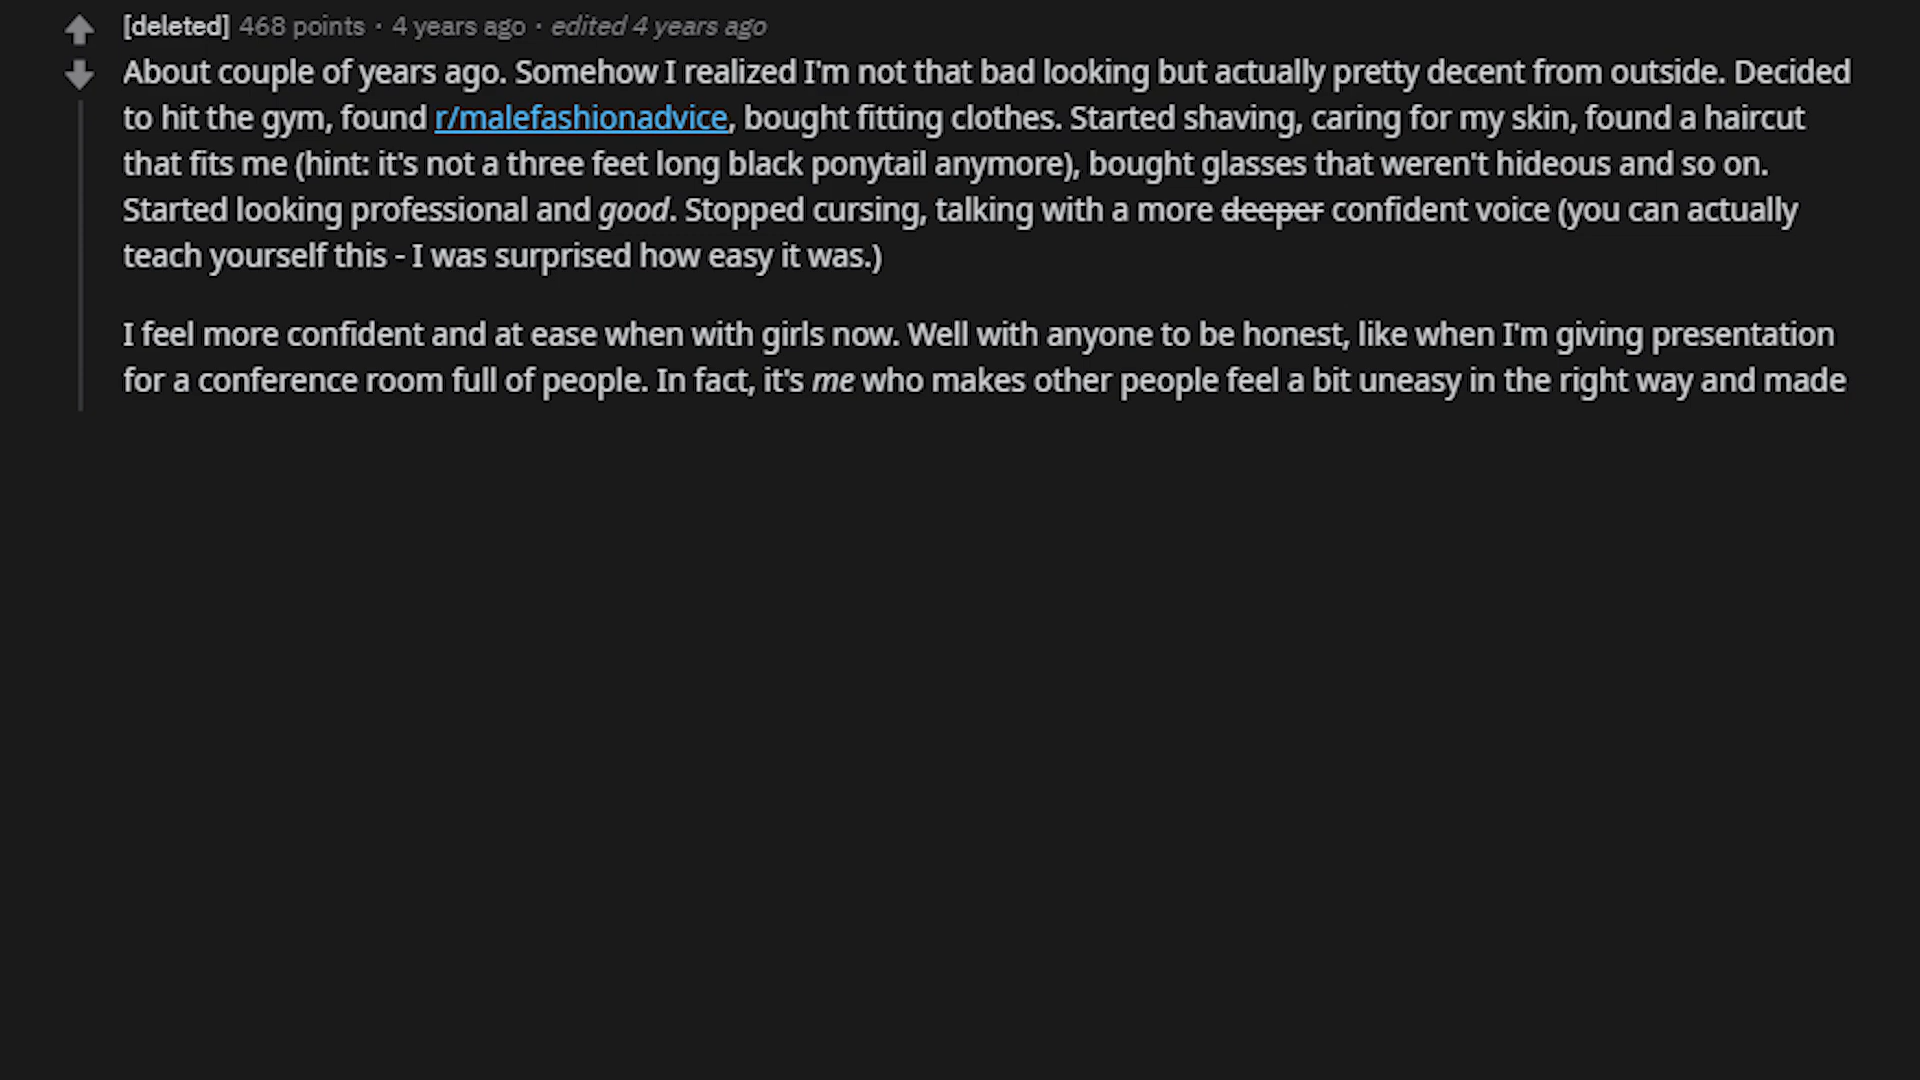 [deleted] 468 points · 4 years ago · edited 4 years ago
About couple of years ago. Somehow I realized I'm not that bad looking but actually pretty decent from outside. Decided
to hit the gym, found r/malefashionadvice, bought fitting clothes. Started shaving, caring for my skin, found a haircut
that fits me (hint: it's not a three feet long black ponytail anymore), bought glasses that weren't hideous and so on.
Started looking professional and good. Stopped cursing, talking with a more deeper confident voice (you can actually
teach yourself this - I was surprised how easy it was.)
I feel more confident and at ease when with girls now. Well with anyone to be honest, like when I'm giving presentation
for a conference room full of people. In fact, it's me who makes other people feel a bit uneasy in the right way and made